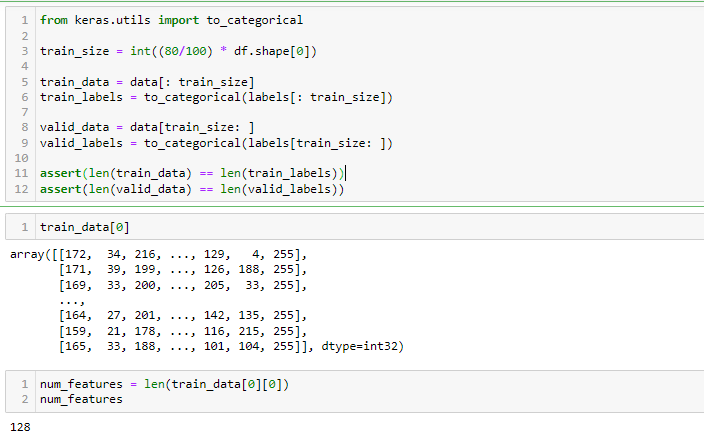 1 from keras.utils import to_categorical
2
3 train_size = int((80/100) * df.shape[0])
4
5 train_data = data[: train_size]
6 train_labels = to_categorical(labels[: train_size])
7
8 valid_data = data[train_size: ]
9 valid_labels = to_categorical(labels[train_size: ])
10
11 assert(len(train_data) == len(train_labels))
12 assert(len(valid_data) == len(valid_labels))
1 train_data[0]
array([[172,  34, 216, ..., 129,   4, 255],
       [171,  39, 199, ..., 126, 188, 255],
       [169,  33, 200, ..., 205,  33, 255],
       ...,
       [164,  27, 201, ..., 142, 135, 255],
       [159,  21, 178, ..., 116, 215, 255],
       [165,  33, 188, ..., 101, 104, 255]], dtype=int32)
1 num_features = len(train_data[0][0])
2 num_features
128